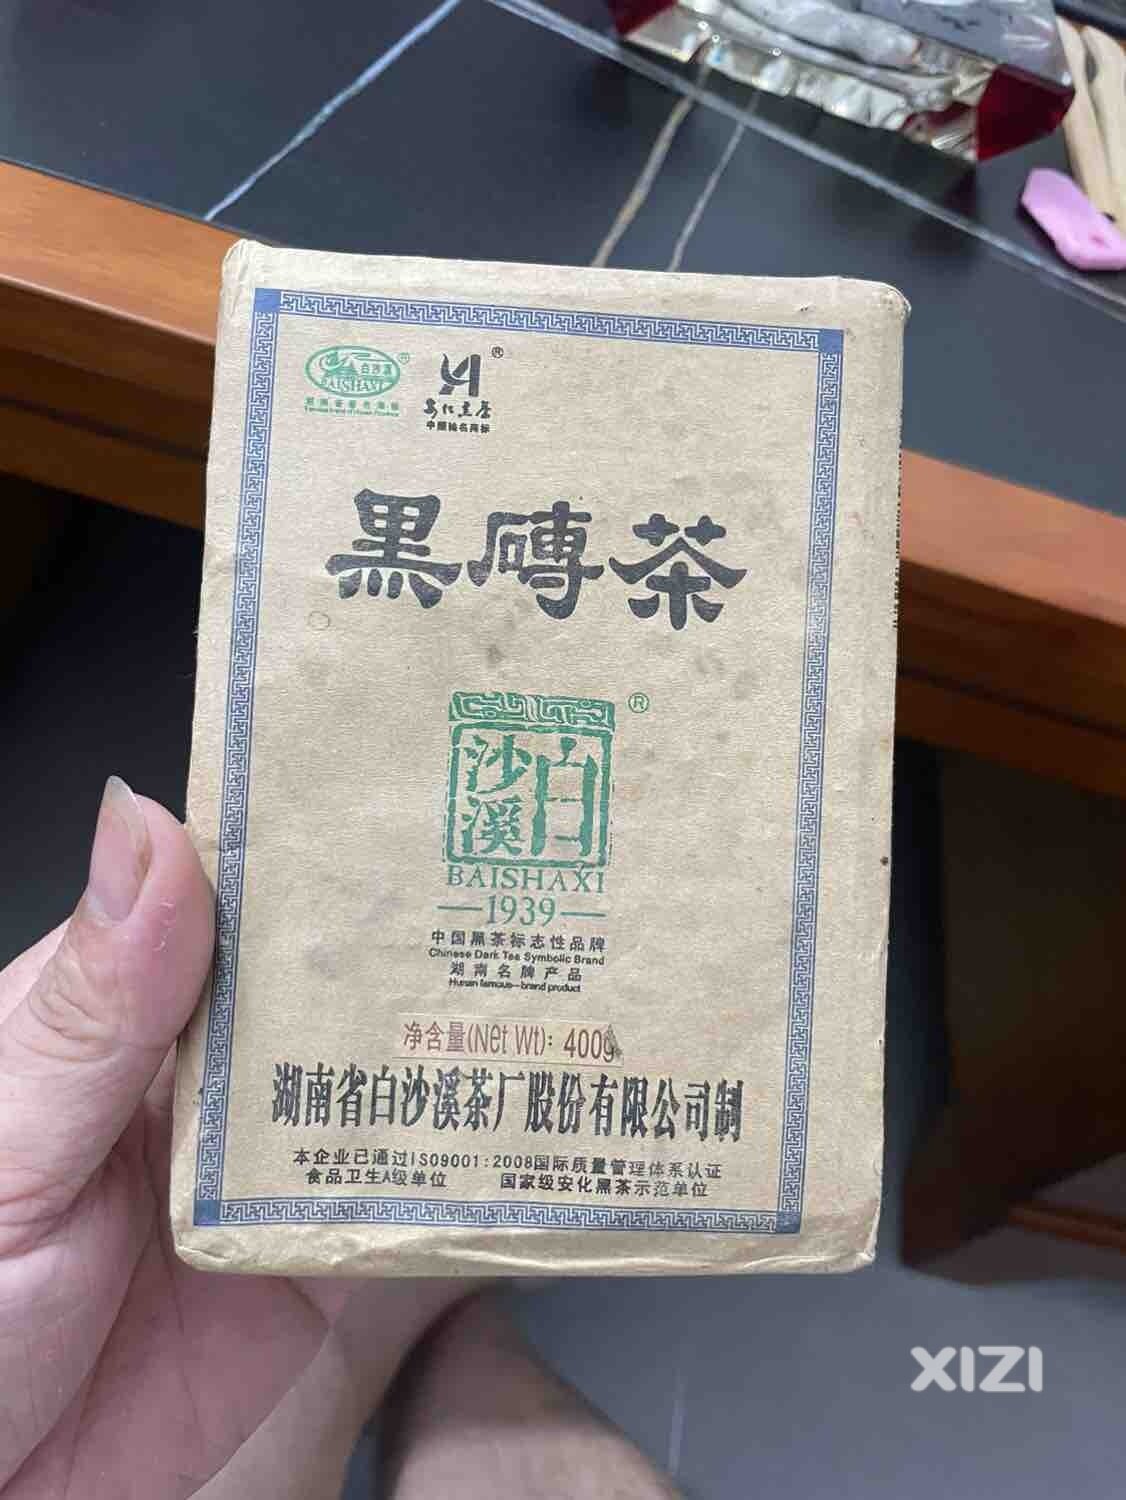 白沙溪
BAISHAXI
安化黑茶
中国驰名商标
黑磚茶
白沙溪
BAISHAXI
1939
中国黑茶标志性品牌
Chinese Dark Tea Symbolic Brand
湖南名牌产品
Hunan famous-brand product
净含量(Net Wt): 400g
湖南省白沙溪茶厂股份有限公司制
本企业已通过ISO9001:2008国际质量管理体系认证
食品卫生A级单位 国家级安化黑茶示范单位
XIZI